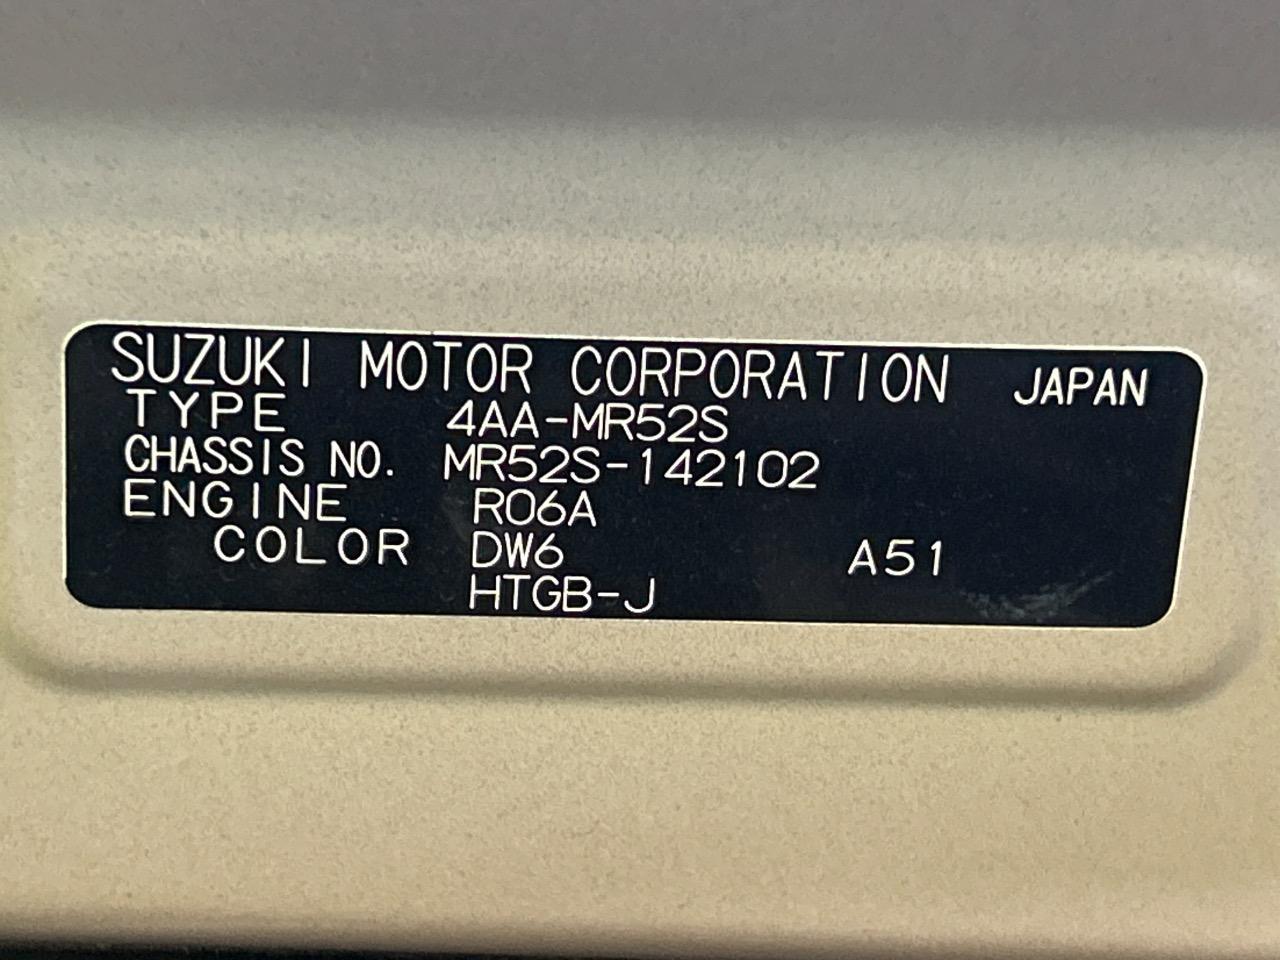 SUZUKI MOTOR CORPORATION JAPAN
TYPE 4AA-MR52S
CHASSIS NO. MR52S-142102
ENGINE R06A
COLOR DW6 A51
HTGB-J